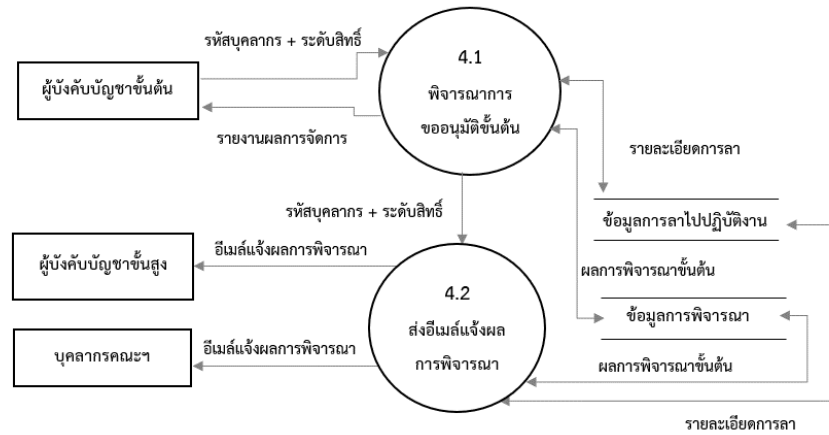 รหัสบุคลากร + ระดับสิทธิ์
4.1
พิจารณาการ
ขออนุมัติขั้นต้น
ผู้บังคับบัญชาขั้นต้น
รายงานผลการจัดการ
รายละเอียดการลา
รหัสบุคลากร + ระดับสิทธิ์
ข้อมูลการลาไปปฏิบัติงาน
ผู้บังคับบัญชาขั้นสูง
อีเมล์แจ้งผลการพิจารณา
ผลการพิจารณาขั้นต้น
4.2
ส่งอีเมล์แจ้งผล
การพิจารณา
ข้อมูลการพิจารณา
บุคลากรคณะฯ
อีเมล์แจ้งผลการพิจารณา
ผลการพิจารณาขั้นต้น
รายละเอียดการลา